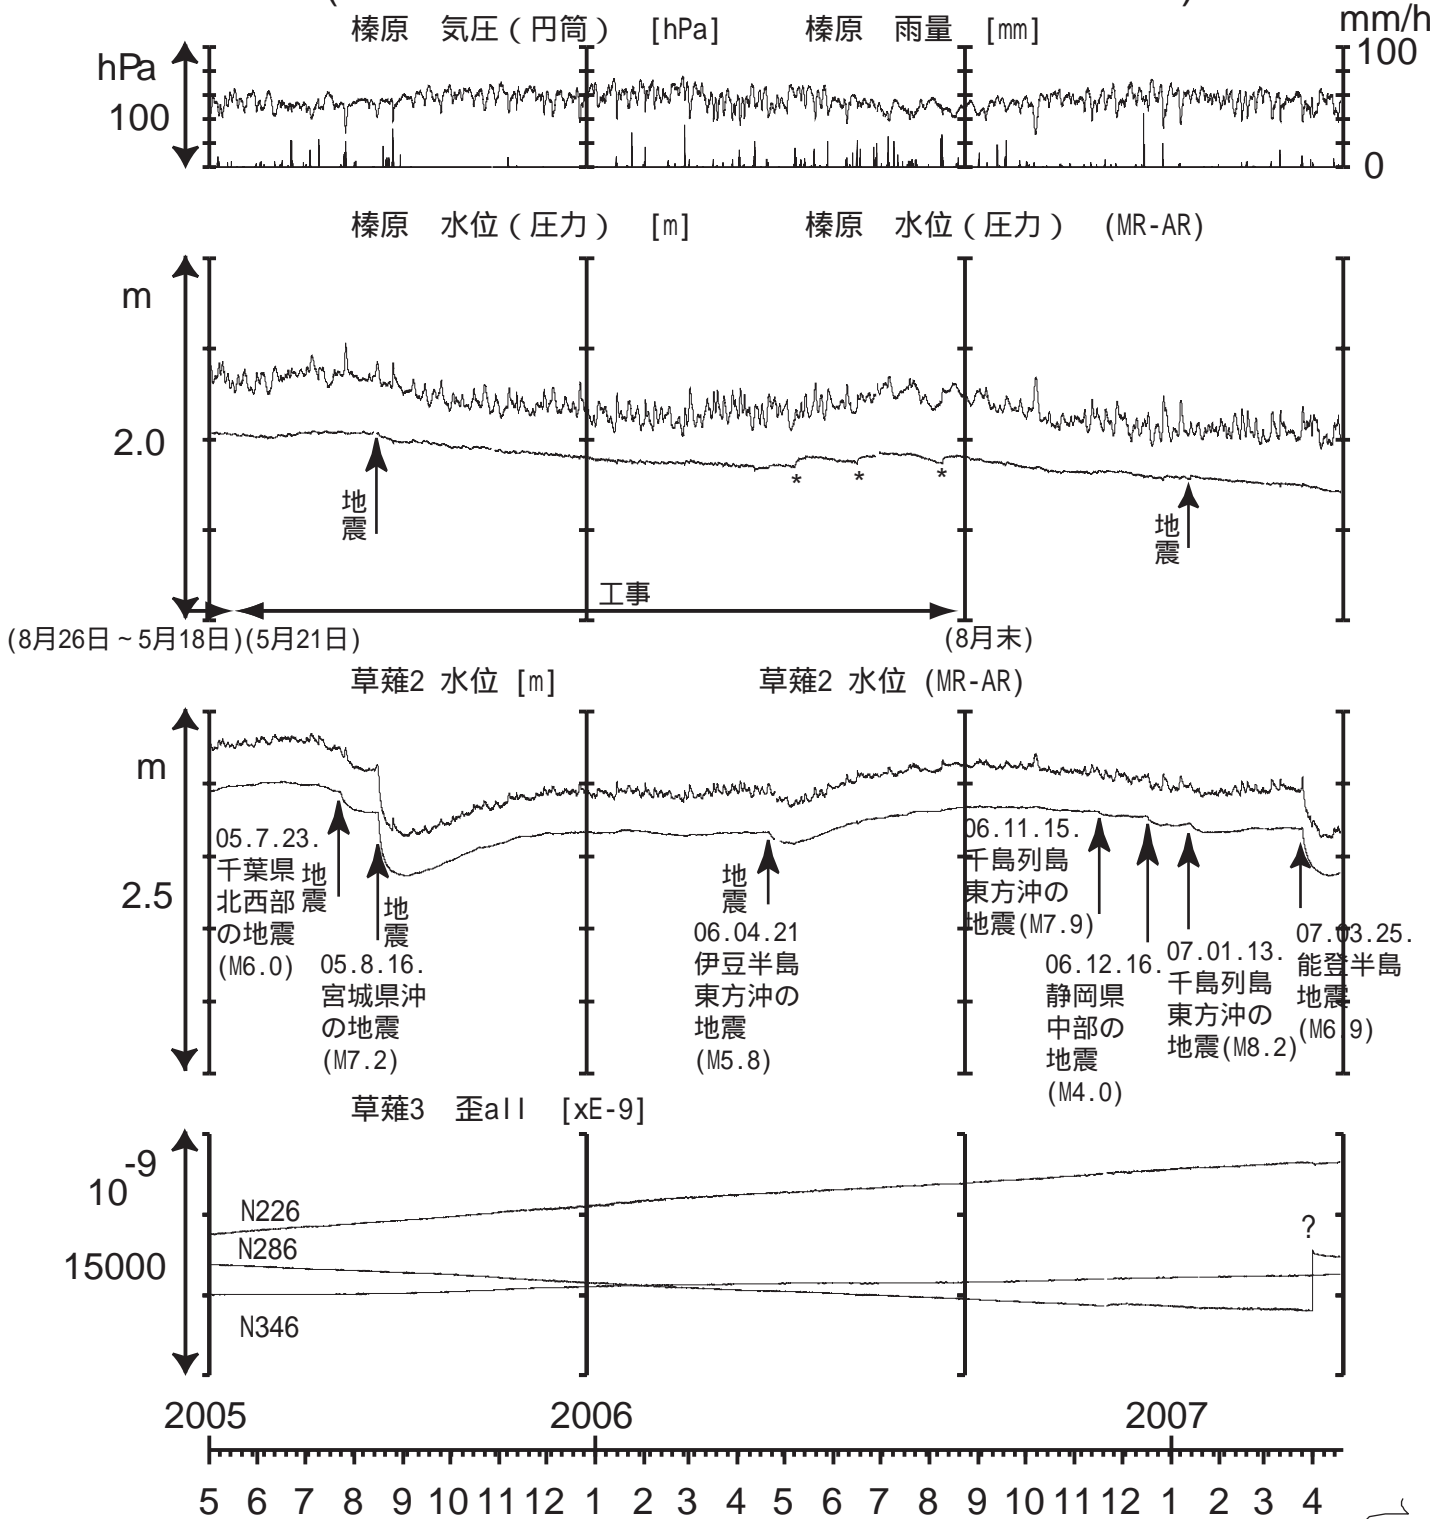 榛原　気圧(円筒)　[hPa]　　榛原　雨量　[mm]
mm/h
hPa
100
100
0
榛原　水位(圧力)　[m]　　榛原　水位(圧力)　(MR-AR)
m
2.0
地震
*
*
*
地震
工事
(8月26日~5月18日)(5月21日)
(8月末)
草薙2 水位 [m]　　草薙2 水位 (MR-AR)
m
2.5
05.7.23.
千葉県
北西部
の地震
(M6.0)
地震
地震
05.8.16.
宮城県沖
の地震
(M7.2)
地震
06.04.21
伊豆半島
東方沖の
地震
(M5.8)
06.11.15.
千島列島
東方沖の
地震(M7.9)
06.12.16.
静岡県
中部の
地震
(M4.0)
07.01.13.
千島列島
東方沖の
地震(M8.2)
07.03.25.
能登半島
地震
(M6.9)
草薙3　歪all　[xE-9]
10-9
15000
N226
N286
N346
?
2005 2006 2007
5 6 7 8 9 10 11 12 1 2 3 4 5 6 7 8 9 10 11 12 1 2 3 4